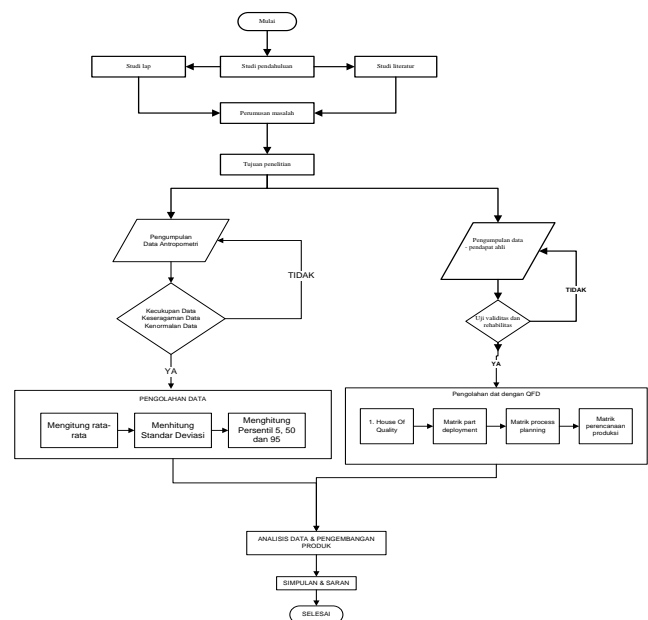 Mulai
Studi lap
Studi pendahuluan
Studi literatur
Perumusan masalah
Tujuan penelitian
Pengumpulan
Data Antropometri
TIDAK
Kecukupan Data
Keseragaman Data
Kenormalan Data
YA
Pengumpulan data
- pendapat ahli
TIDAK
Uji validitas dan
rehabilitas
YA
PENGOLAHAN DATA
Mengitung rata-
rata
Menhitung
Standar Deviasi
Menghitung
Persentil 5, 50
dan 95
Pengolahan dat dengan QFD
1. House Of
Quality
Matrik part
deployment
Matrik process
planning
Matrik
perencanaan
produksi
ANALISIS DATA & PENGEMBANGAN
PRODUK
SIMPULAN & SARAN
SELESAI